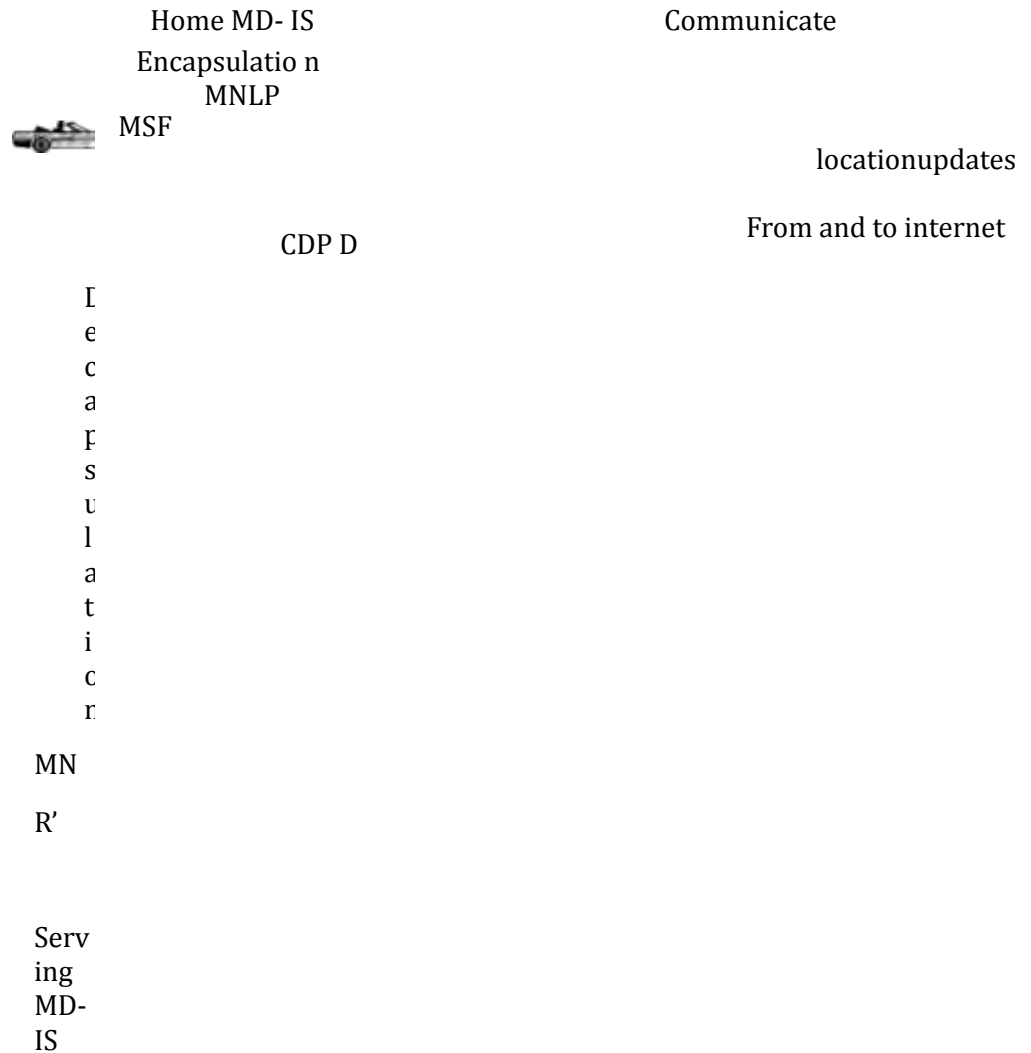 Home MD- IS
Communicate
Encapsulatio n
MNLP
MSF
locationupdates
From and to internet
CDP D
D
e
c
a
p
s
u
l
a
t
i
o
n
MN
R’
Serv
ing
MD-
IS